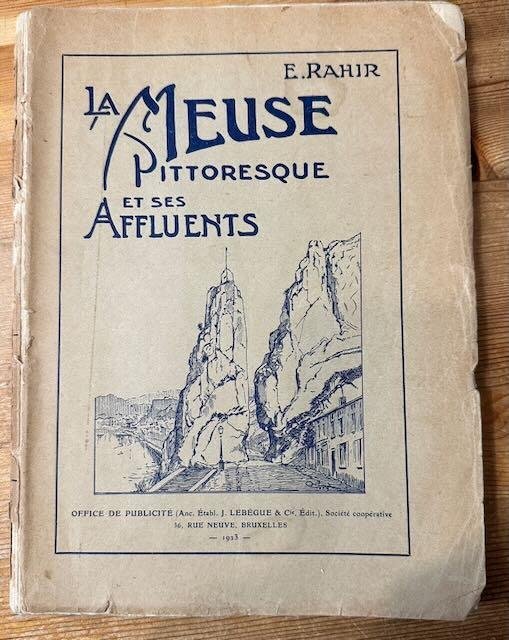 E. RAHIR
LA MEUSE
PITTORESQUE
ET SES
AFFLUENTS
OFFICE DE PUBLICITÉ (Anc. Établ. J. LEBÈGUE & Cie, Édit.), Société coopérative
36, RUE NEUVE, BRUXELLES
— 1923 —